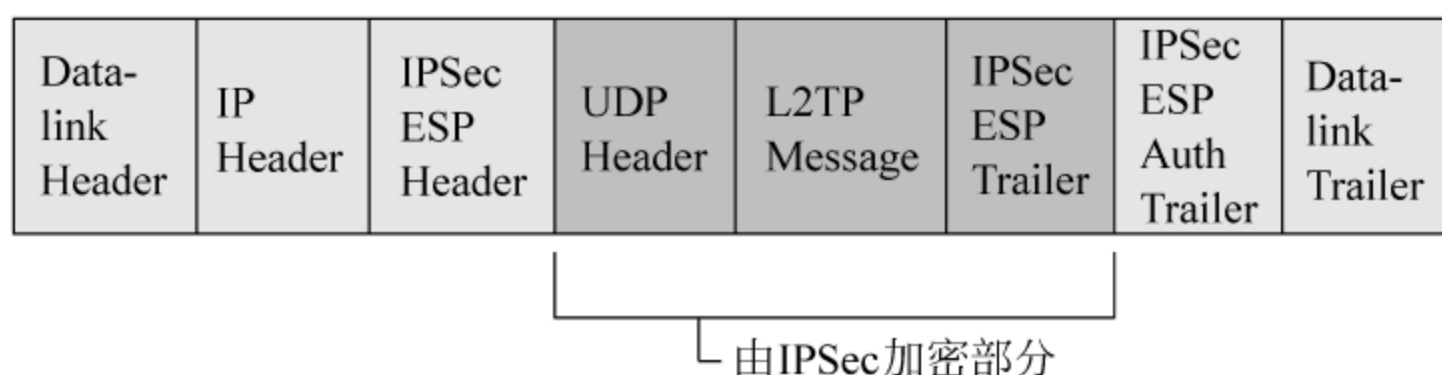 Data-
link
Header
IP
Header
IPSec
ESP
Header
UDP
Header
L2TP
Message
IPSec
ESP
Trailer
IPSec
ESP
Auth
Trailer
Data-
link
Trailer
由IPSec加密部分